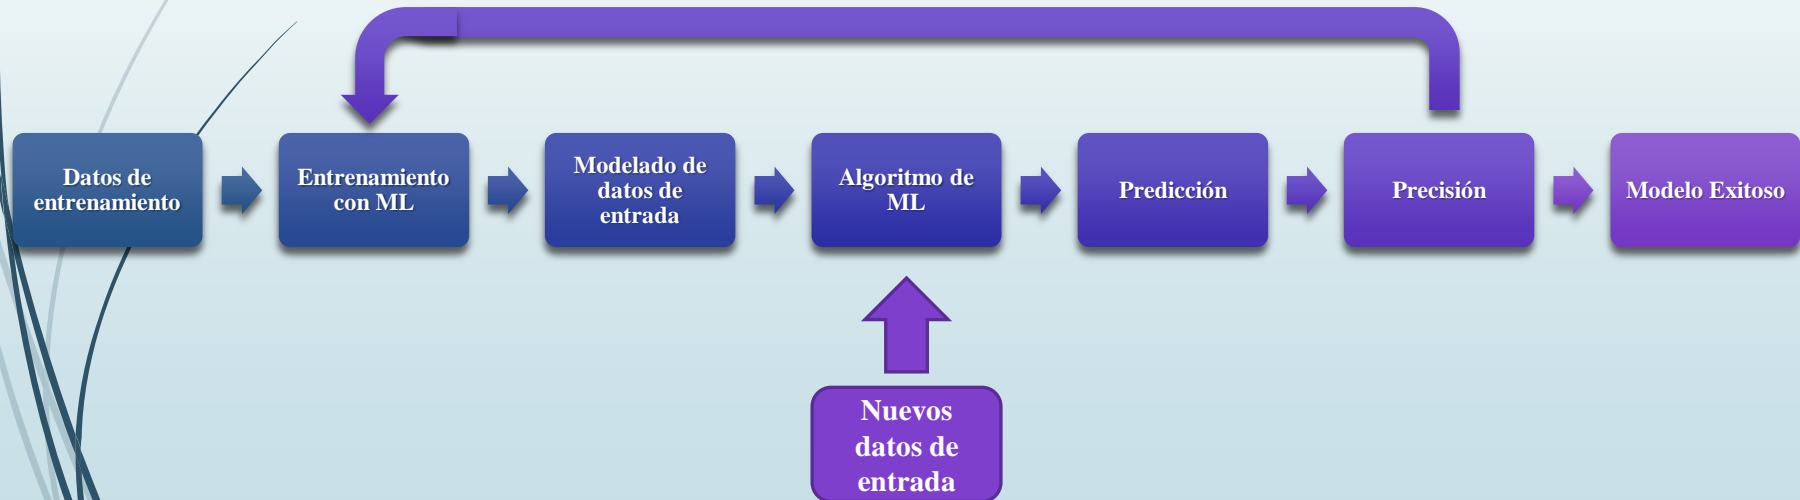 Datos de
entrenamiento
Entrenamiento
con ML
Modelado de
datos de
entrada
Algoritmo de
ML
Predicción
Precisión
Modelo Exitoso
Nuevos
datos de
entrada